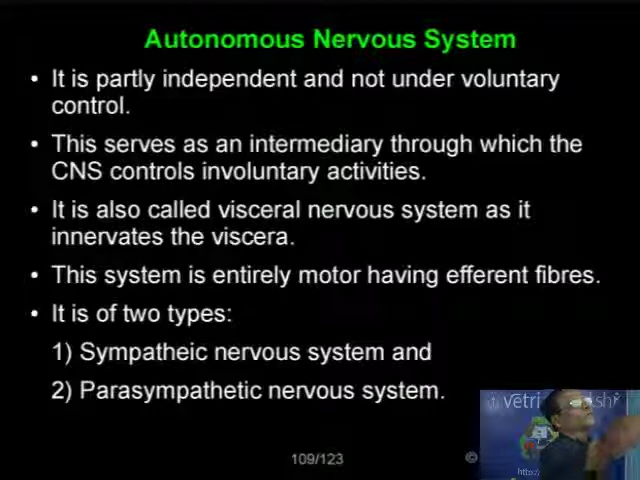 Autonomous Nervous System
• It is partly independent and not under voluntary
control.
• This serves as an intermediary through which the
CNS controls involuntary activities.
• It is also called visceral nervous system as it
innervates the viscera.
• This system is entirely motor having efferent fibres.
• It is of two types:
1) Sympatheic nervous system and
2) Parasympathetic nervous system.
109/123
©
http:/